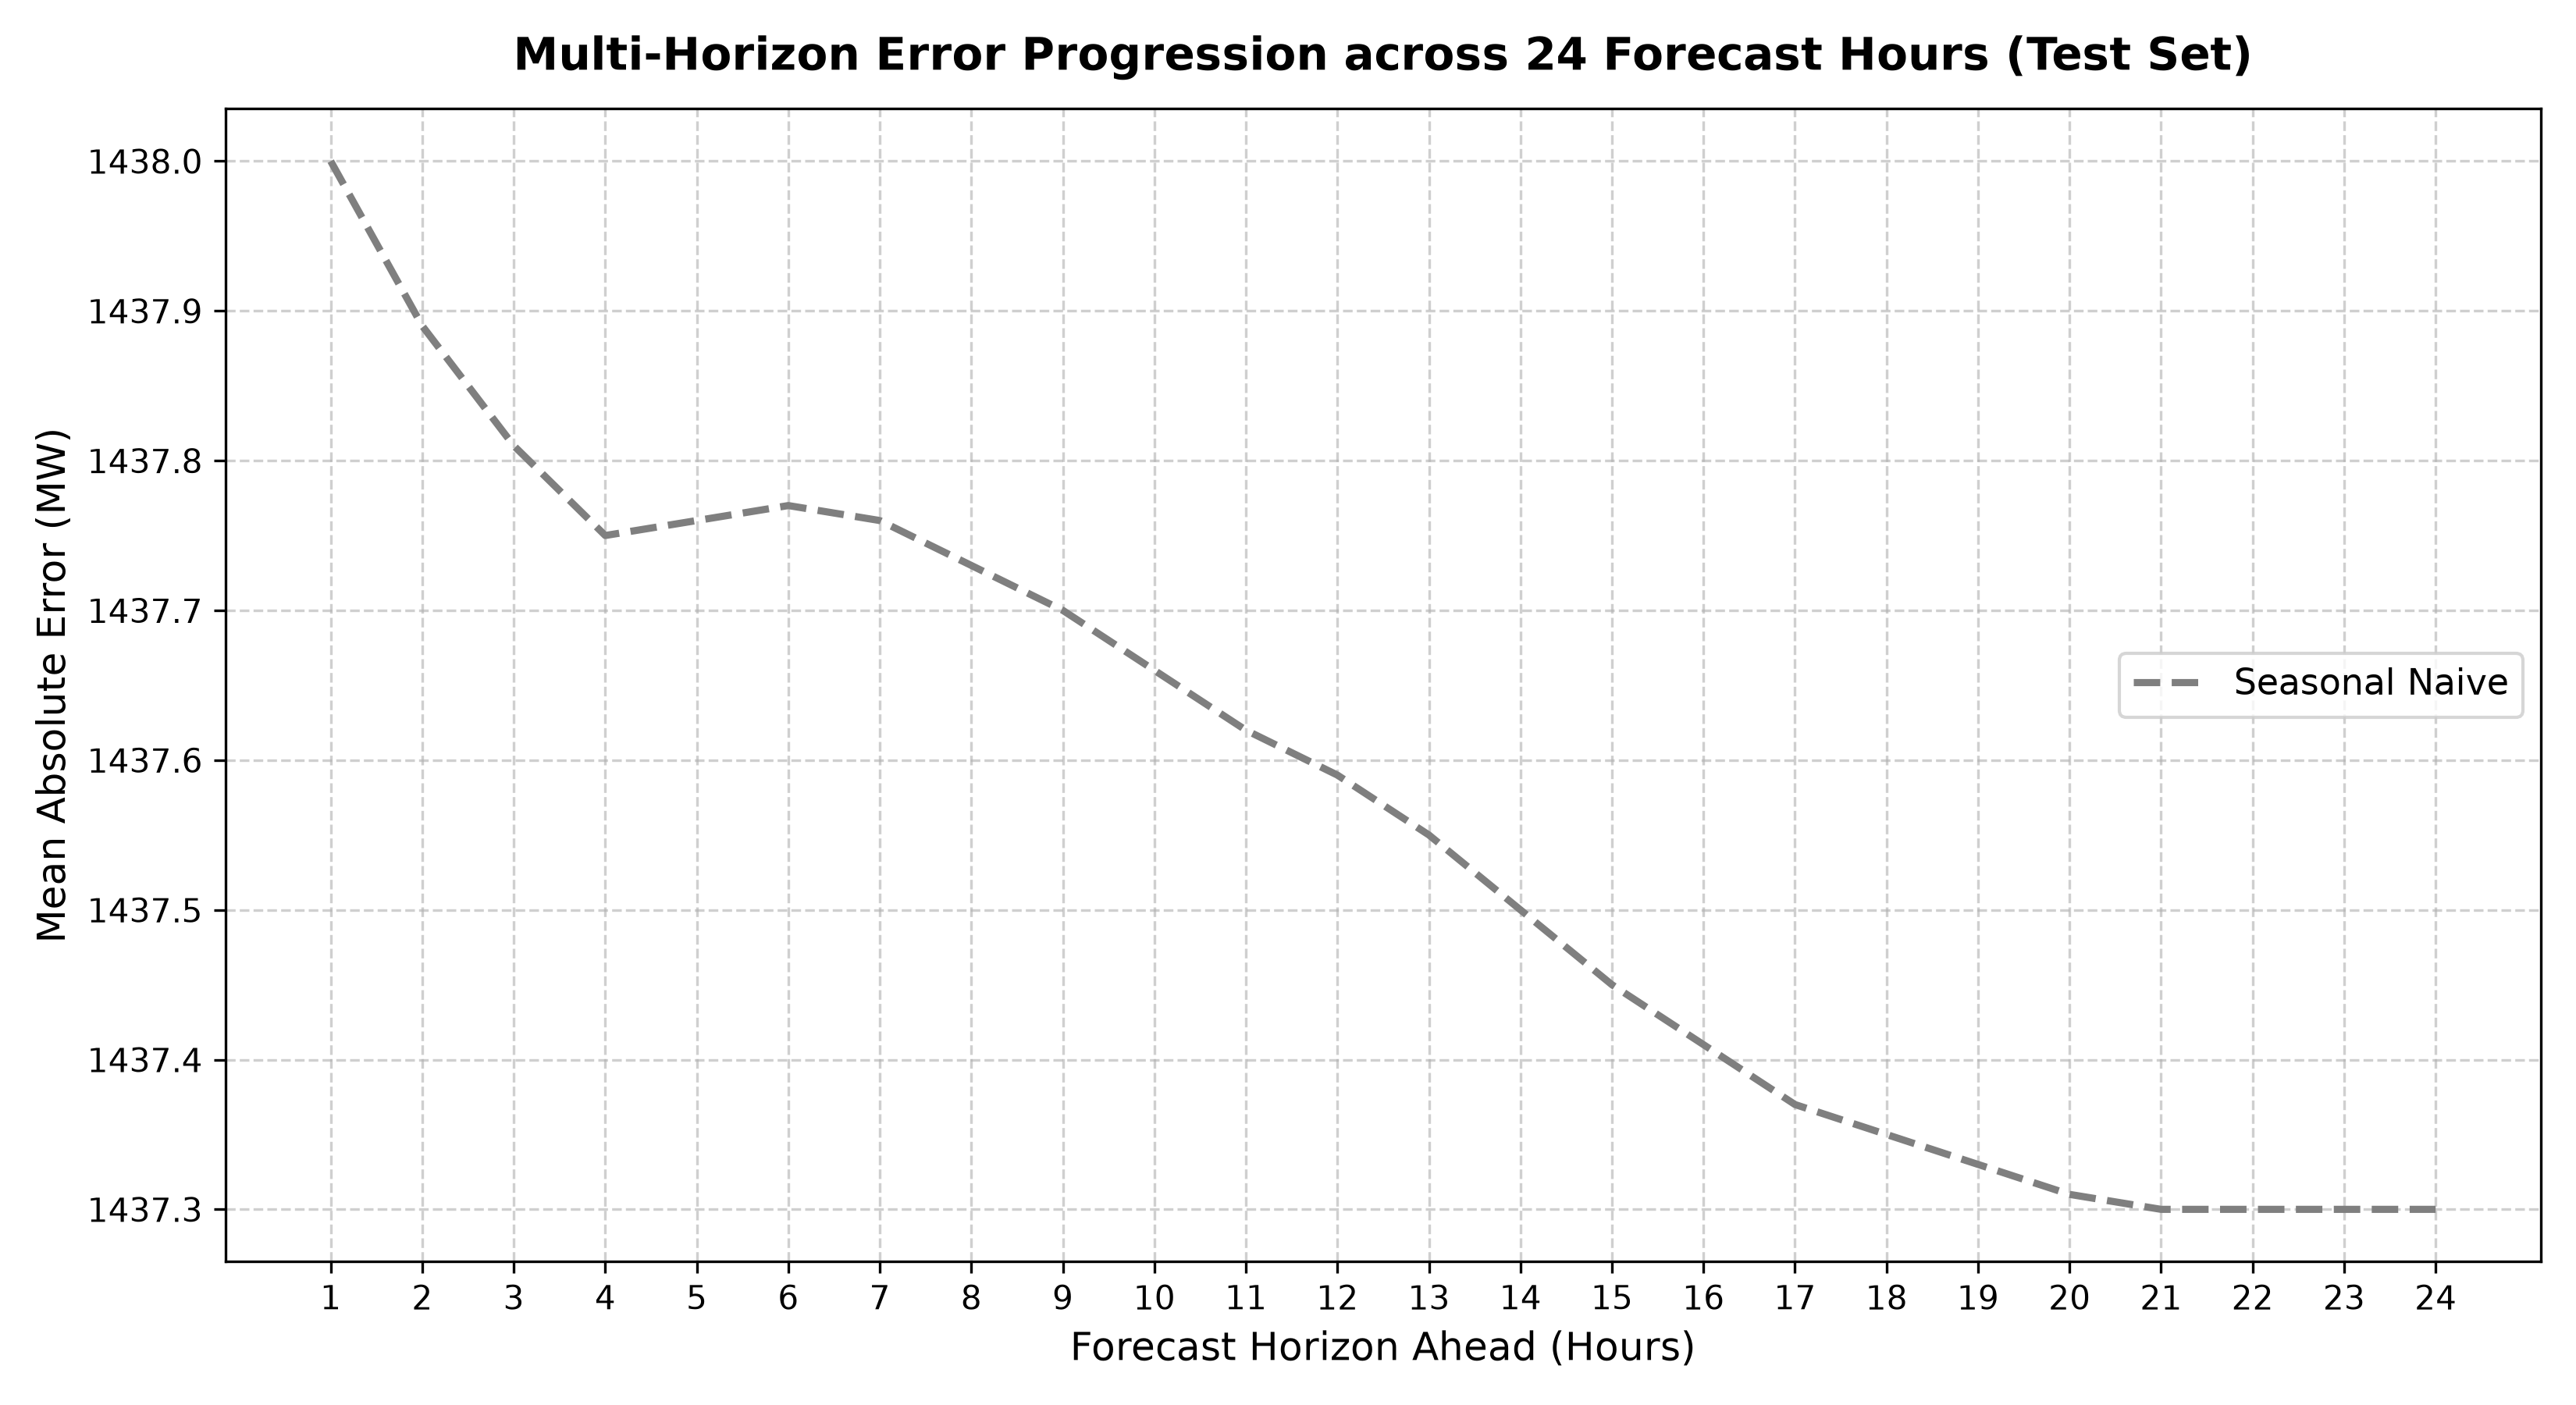 Multi-Horizon Error Progression across 24 Forecast Hours (Test Set)
Mean Absolute Error (MW)
1438.0
1437.9
1437.8
1437.7
1437.6
1437.5
1437.4
1437.3
Seasonal Naive
1 2 3 4 5 6 7 8 9 10 11 12 13 14 15 16 17 18 19 20 21 22 23 24
Forecast Horizon Ahead (Hours)